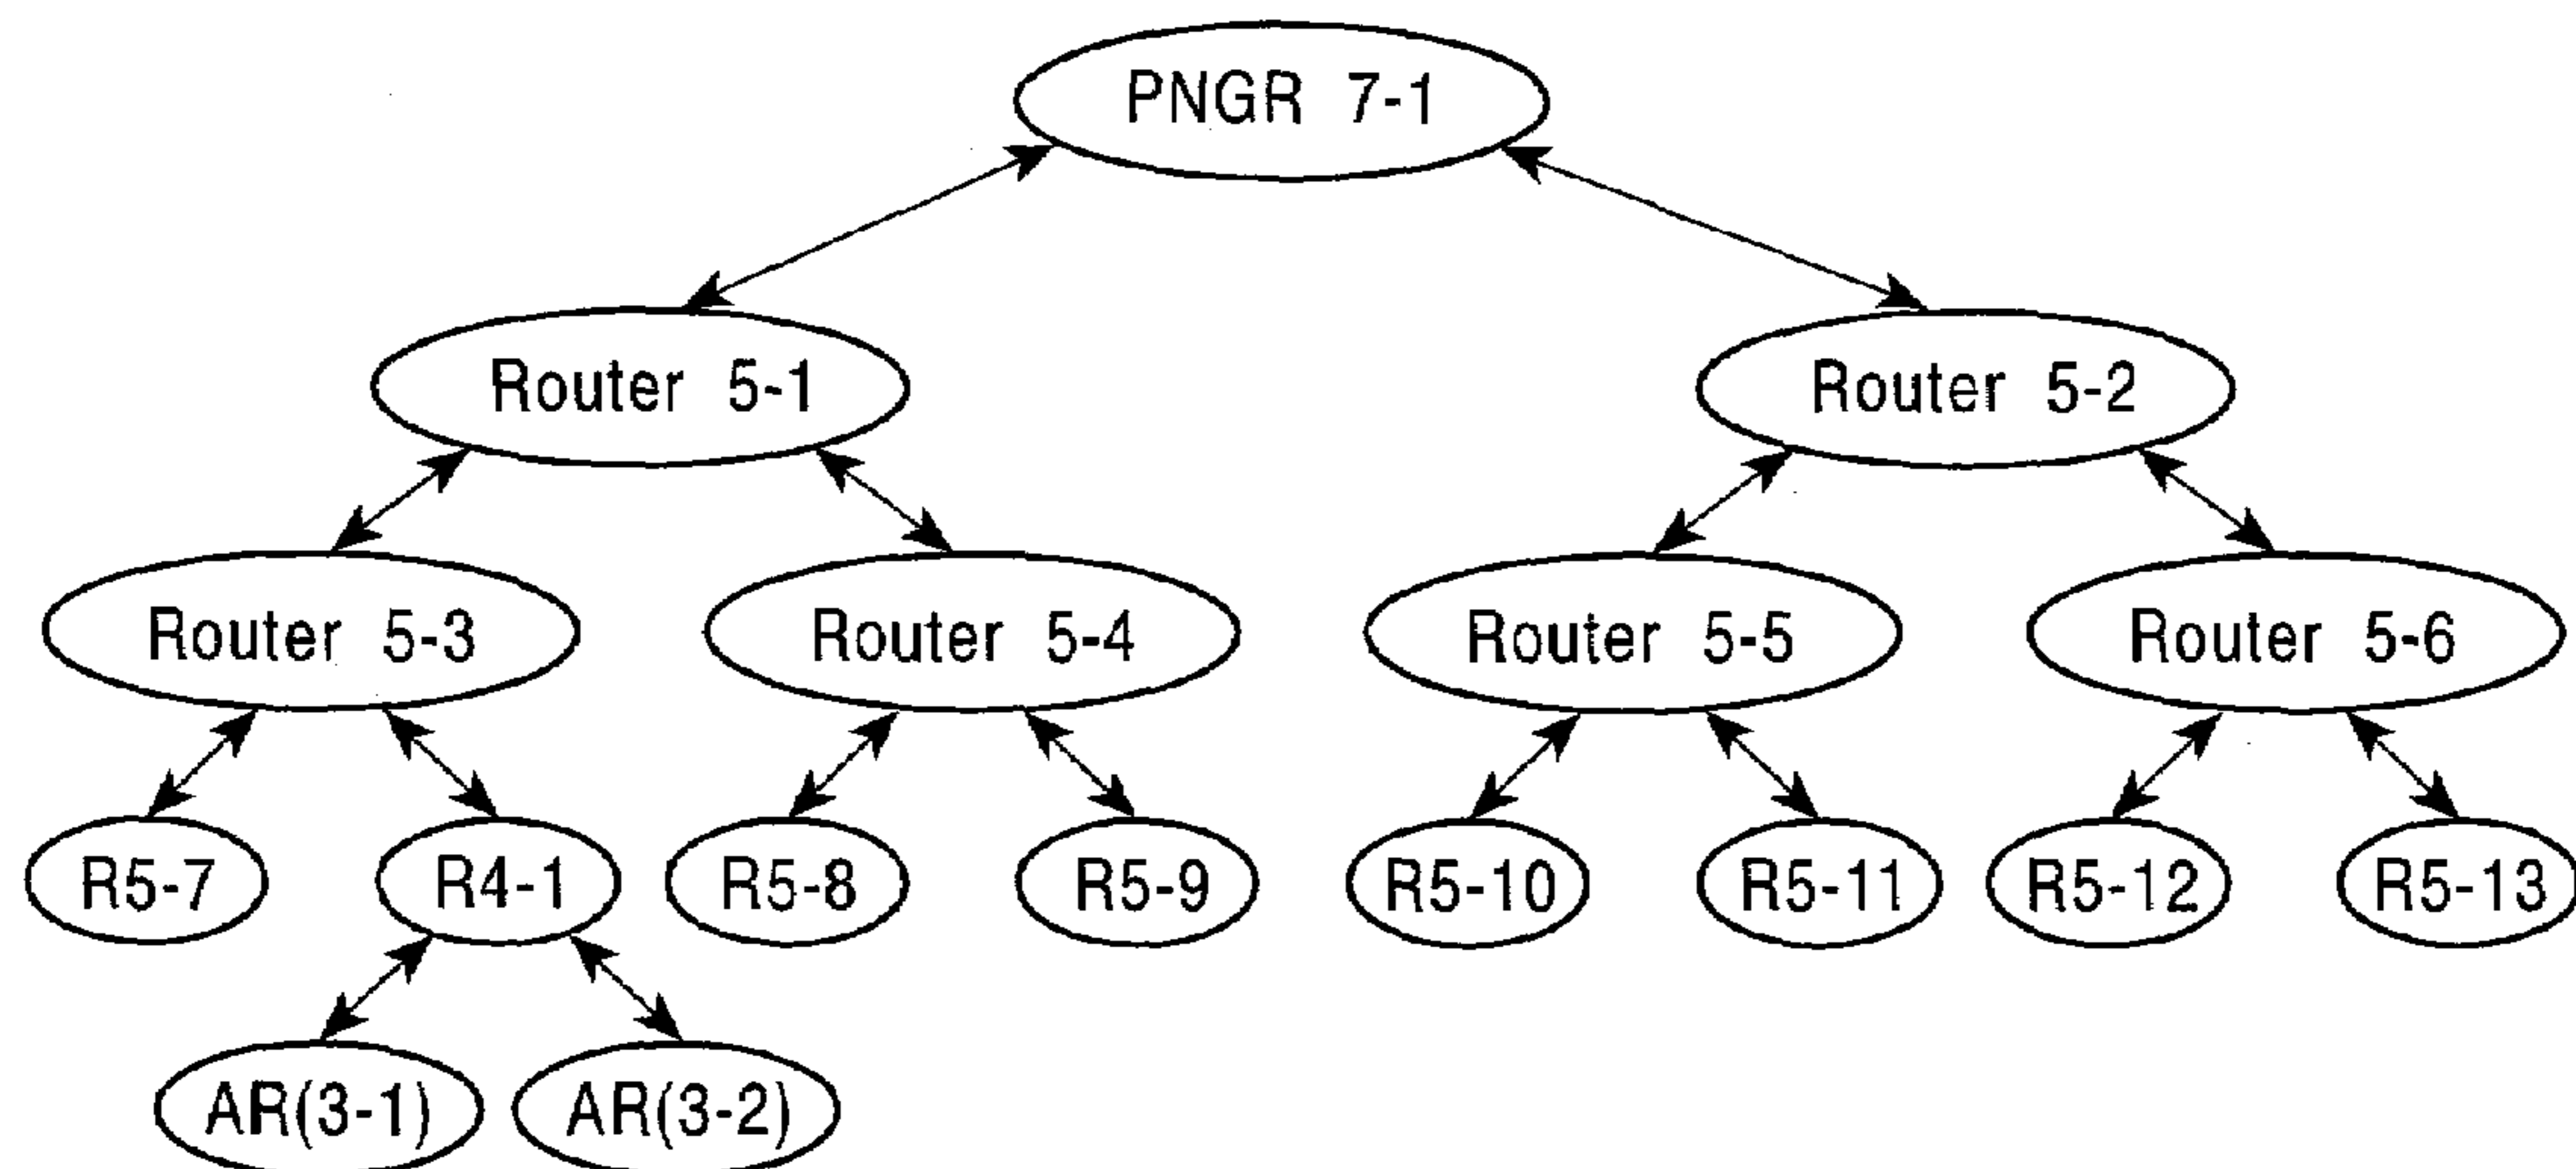 PNGR 7-1
Router 5-1
Router 5-2
Router 5-3
Router 5-4
Router 5-5
Router 5-6
R5-7
R4-1
R5-8
R5-9
R5-10
R5-11
R5-12
R5-13
AR(3-1)
AR(3-2)